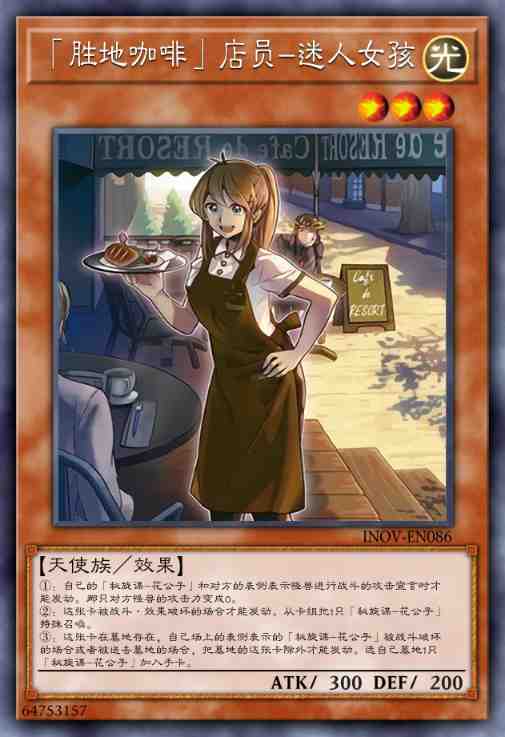 「胜地咖啡」店员-迷人女孩
光
Cafe de RESORT
e de RESORT
Cafe
de
RESORT
INOV-EN086
【天使族／效果】
①：自己的「秘旋谍-花公子」和对方的表侧表示怪兽进行战斗的攻击宣言时才
能发动。那只对方怪兽的攻击力变成0。
②：这张卡被战斗·效果破坏的场合才能发动。从卡组把1只「秘旋谍-花公子」
特殊召唤。
③：这张卡在墓地存在，自己场上的表侧表示的「秘旋谍-花公子」被战斗破坏
的场合或者被送去墓地的场合，把墓地的这张卡除外才能发动。选自己墓地1只
「秘旋谍-花公子」加入手卡。
ATK/ 300 DEF/ 200
64753157